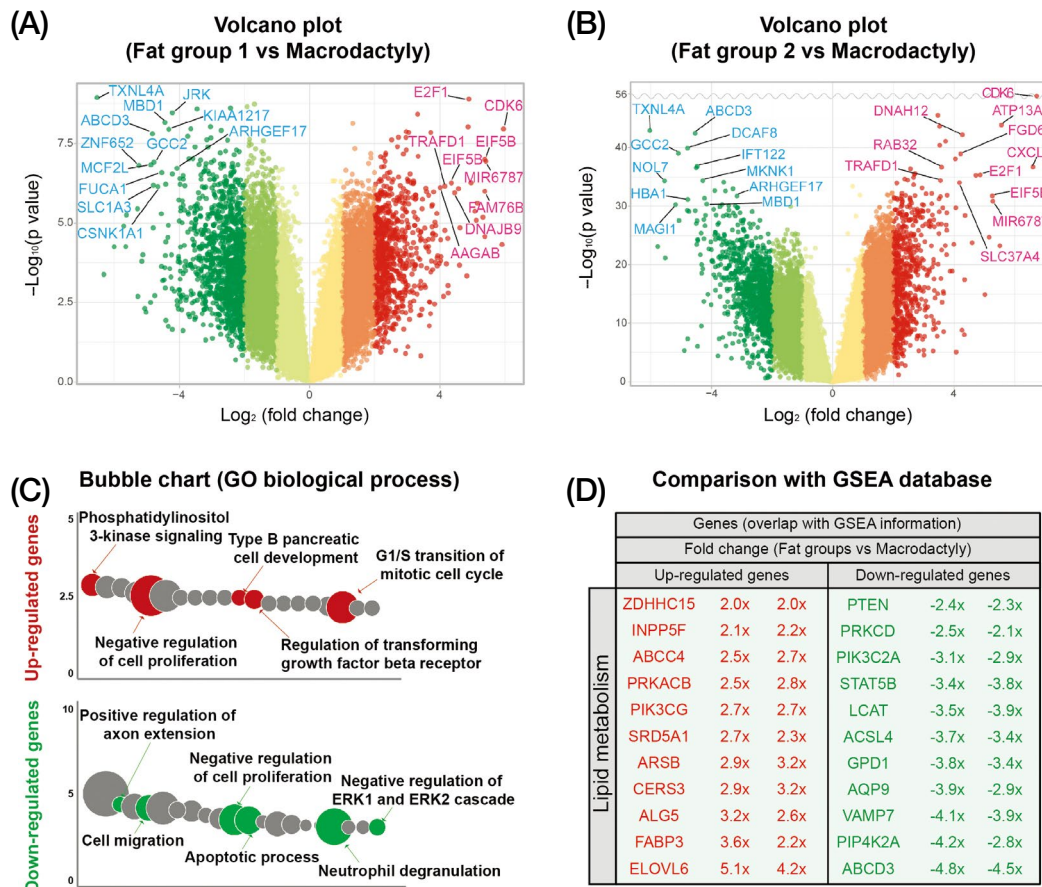 (A)
Volcano plot
(Fat group 1 vs Macrodactyly)
TXNL4A
JRK
MBD1
ABCD3
KIAA1217
ZNF652
GCC2
ARHGEF17
MCF2L
FUCA1
SLC1A3
CSNK1A1
E2F1
CDK6
TRAFD1
EIF5B
EIF5B
MIR6787
FAM76B
DNAJB9
AAGAB
7.5
5.0
2.5
0.0
−Log10(p value)
−4
0
4
Log2 (fold change)
(B)
Volcano plot
(Fat group 2 vs Macrodactyly)
56
40
30
20
10
0
−Log10(p value)
TXNL4A
ABCD3
GCC2
DCAF8
NOL7
IFT122
MKNK1
HBA1
ARHGEF17
MBD1
MAGI1
CDK6
DNAH12
ATP13A
FGD6
RAB32
CXCL
TRAFD1
E2F1
MIR678
SLC37A4
−4
0
4
Log2 (fold change)
(C)
Bubble chart (GO biological process)
Up-regulated genes
5
2.5
0
Phosphatidylinositol
3-kinase signaling
Type B pancreatic
cell development
G1/S transition of
mitotic cell cycle
Negative regulation
of cell proliferation
Regulation of transforming
growth factor beta receptor
Down-regulated genes
10
5
0
Positive regulation of
axon extension
Negative regulation
of cell proliferation
Negative regulation of
ERK1 and ERK2 cascade
Cell migration
Apoptotic process
Neutrophil degranulation
(D)
Comparison with GSEA database
Genes (overlap with GSEA information)
Fold change (Fat groups vs Macrodactyly)
Up-regulated genes Down-regulated genes
Lipid metabolism
ZDHHC15 2.0x 2.0x PTEN -2.4x -2.3x
INPP5F 2.1x 2.2x PRKCD -2.5x -2.1x
ABCC4 2.5x 2.7x PIK3C2A -3.1x -2.9x
PRKACB 2.5x 2.8x STAT5B -3.4x -3.8x
PIK3CG 2.7x 2.7x LCAT -3.5x -3.9x
SRD5A1 2.7x 2.3x ACSL4 -3.7x -3.4x
ARSB 2.9x 3.2x GPD1 -3.8x -3.4x
CERS3 2.9x 3.2x AQP9 -3.9x -2.9x
ALG5 3.2x 2.6x VAMP7 -4.1x -3.9x
FABP3 3.6x 2.2x PIP4K2A -4.2x -2.8x
ELOVL6 5.1x 4.2x ABCD3 -4.8x -4.5x